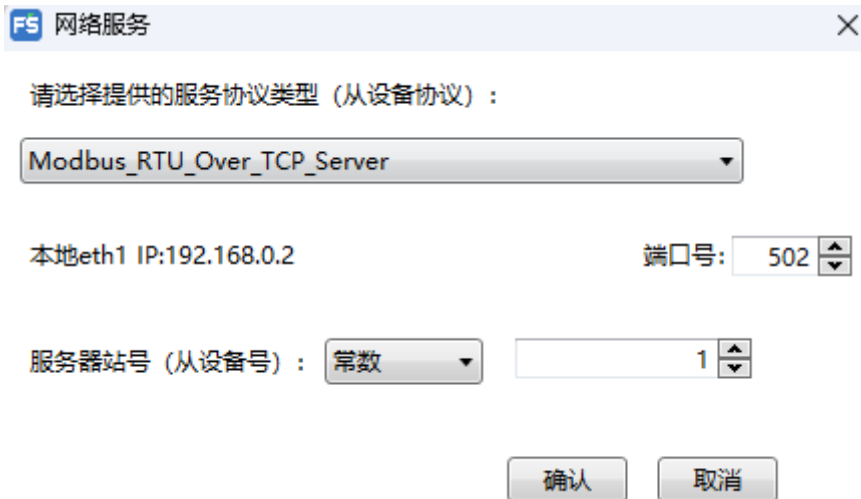 FS 网络服务
请选择提供的服务协议类型（从设备协议）:
Modbus_RTU_Over_TCP_Server
本地eth1 IP:192.168.0.2 端口号: 502
服务器站号（从设备号）: 常数 1
确认 取消